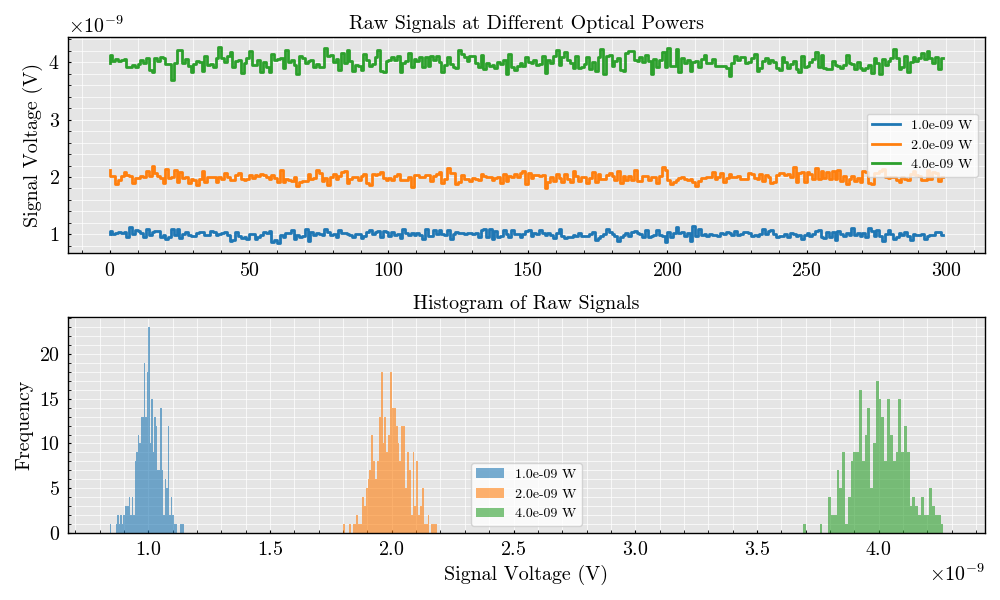 Raw Signals at Different Optical Powers
×10⁻⁹
Signal Voltage (V)
4
3
2
1
1.0e-09 W
2.0e-09 W
4.0e-09 W
0 50 100 150 200 250 300
Histogram of Raw Signals
Frequency
20
15
10
5
0
1.0e-09 W
2.0e-09 W
4.0e-09 W
1.0 1.5 2.0 2.5 3.0 3.5 4.0
Signal Voltage (V)
×10⁻⁹